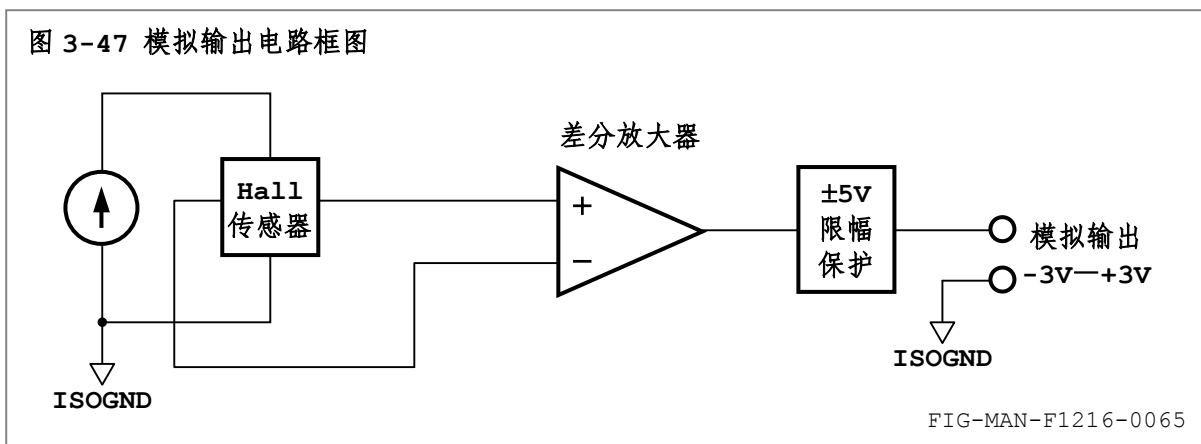 图 3-47 模拟输出电路框图
差分放大器
Hall
传感器
+
−
±5V
限幅
保护
模拟输出
-3V—+3V
ISOGND
ISOGND
FIG-MAN-F1216-0065